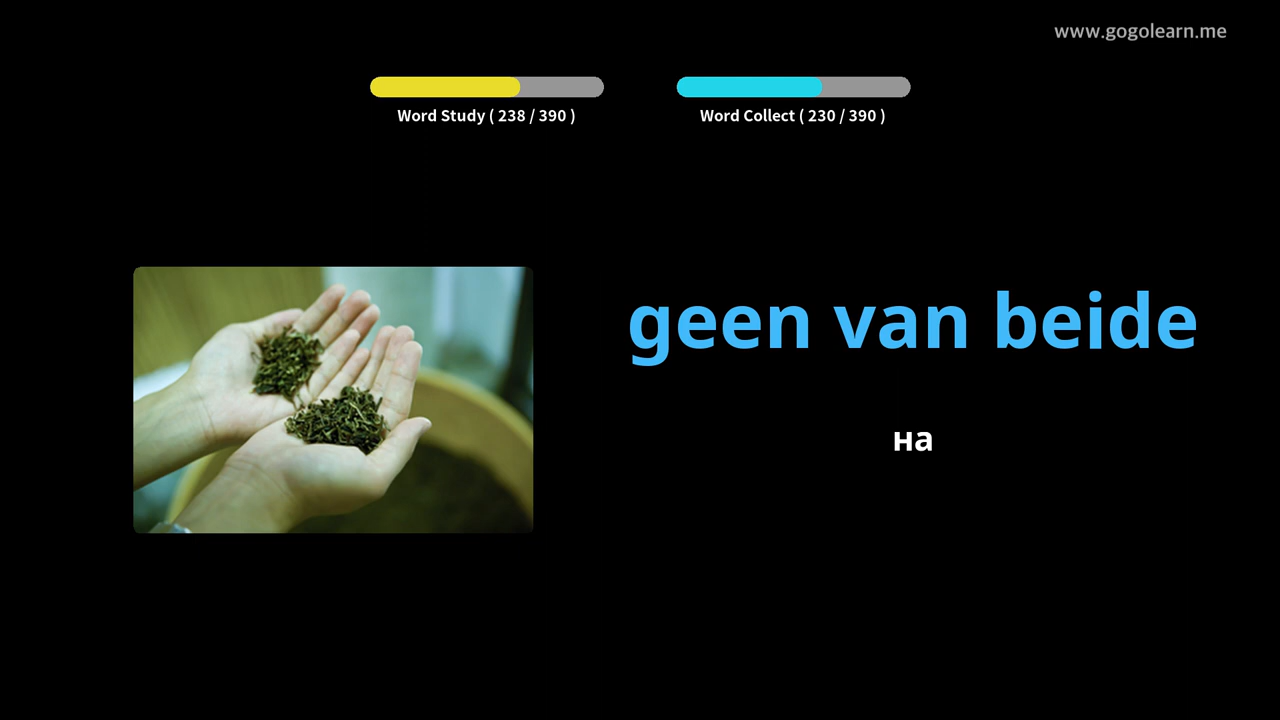 www.gogolearn.me
Word Study ( 238 / 390 )
Word Collect ( 230 / 390 )
geen van beide
на